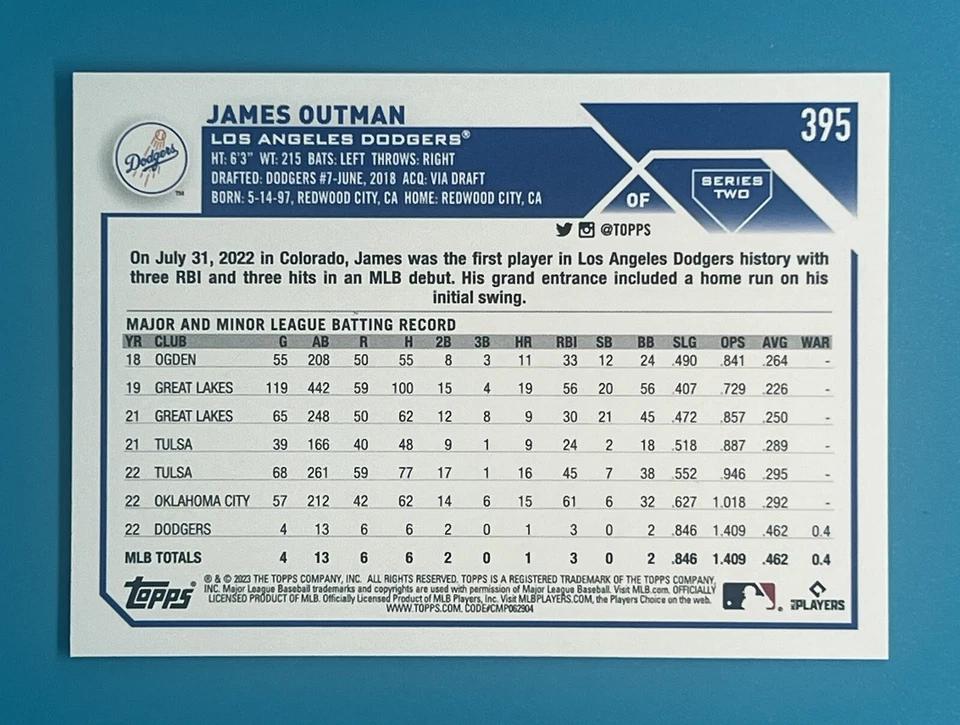 JAMES OUTMAN
395
Dodgers
™
LOS ANGELES DODGERS®
HT: 6'3" WT: 215 BATS: LEFT THROWS: RIGHT
DRAFTED: DODGERS #7-JUNE, 2018 ACQ: VIA DRAFT
BORN: 5-14-97, REDWOOD CITY, CA HOME: REDWOOD CITY, CA
OF
SERIES
TWO
@TOPPS
On July 31, 2022 in Colorado, James was the first player in Los Angeles Dodgers history with
three RBI and three hits in an MLB debut. His grand entrance included a home run on his
initial swing.
MAJOR AND MINOR LEAGUE BATTING RECORD
YR CLUB G AB R H 2B 3B HR RBI SB BB SLG OPS AVG WAR
18 OGDEN 55 208 50 55 8 3 11 33 12 24 .490 .841 .264 -
19 GREAT LAKES 119 442 59 100 15 4 19 56 20 56 .407 .729 .226 -
21 GREAT LAKES 65 248 50 62 12 8 9 30 21 45 .472 .857 .250 -
21 TULSA 39 166 40 48 9 1 9 24 2 18 .518 .887 .289 -
22 TULSA 68 261 59 77 17 1 16 45 7 38 .552 .946 .295 -
22 OKLAHOMA CITY 57 212 42 62 14 6 15 61 6 32 .627 1.018 .292 -
22 DODGERS 4 13 6 6 2 0 1 3 0 2 .846 1.409 .462 0.4
MLB TOTALS 4 13 6 6 2 0 1 3 0 2 .846 1.409 .462 0.4
Topps®
® & © 2023 THE TOPPS COMPANY, INC. ALL RIGHTS RESERVED. TOPPS IS A REGISTERED TRADEMARK OF THE TOPPS COMPANY,
INC. Major League Baseball trademarks and copyrights are used with permission of Major League Baseball. Visit MLB.com. OFFICIALLY
LICENSED PRODUCT OF MLB. Officially Licensed Product of MLB Players, Inc. Visit MLBPLAYERS.com, the Players Choice on the web.
WWW.TOPPS.COM. CODE#CMP062904
PLAYERS